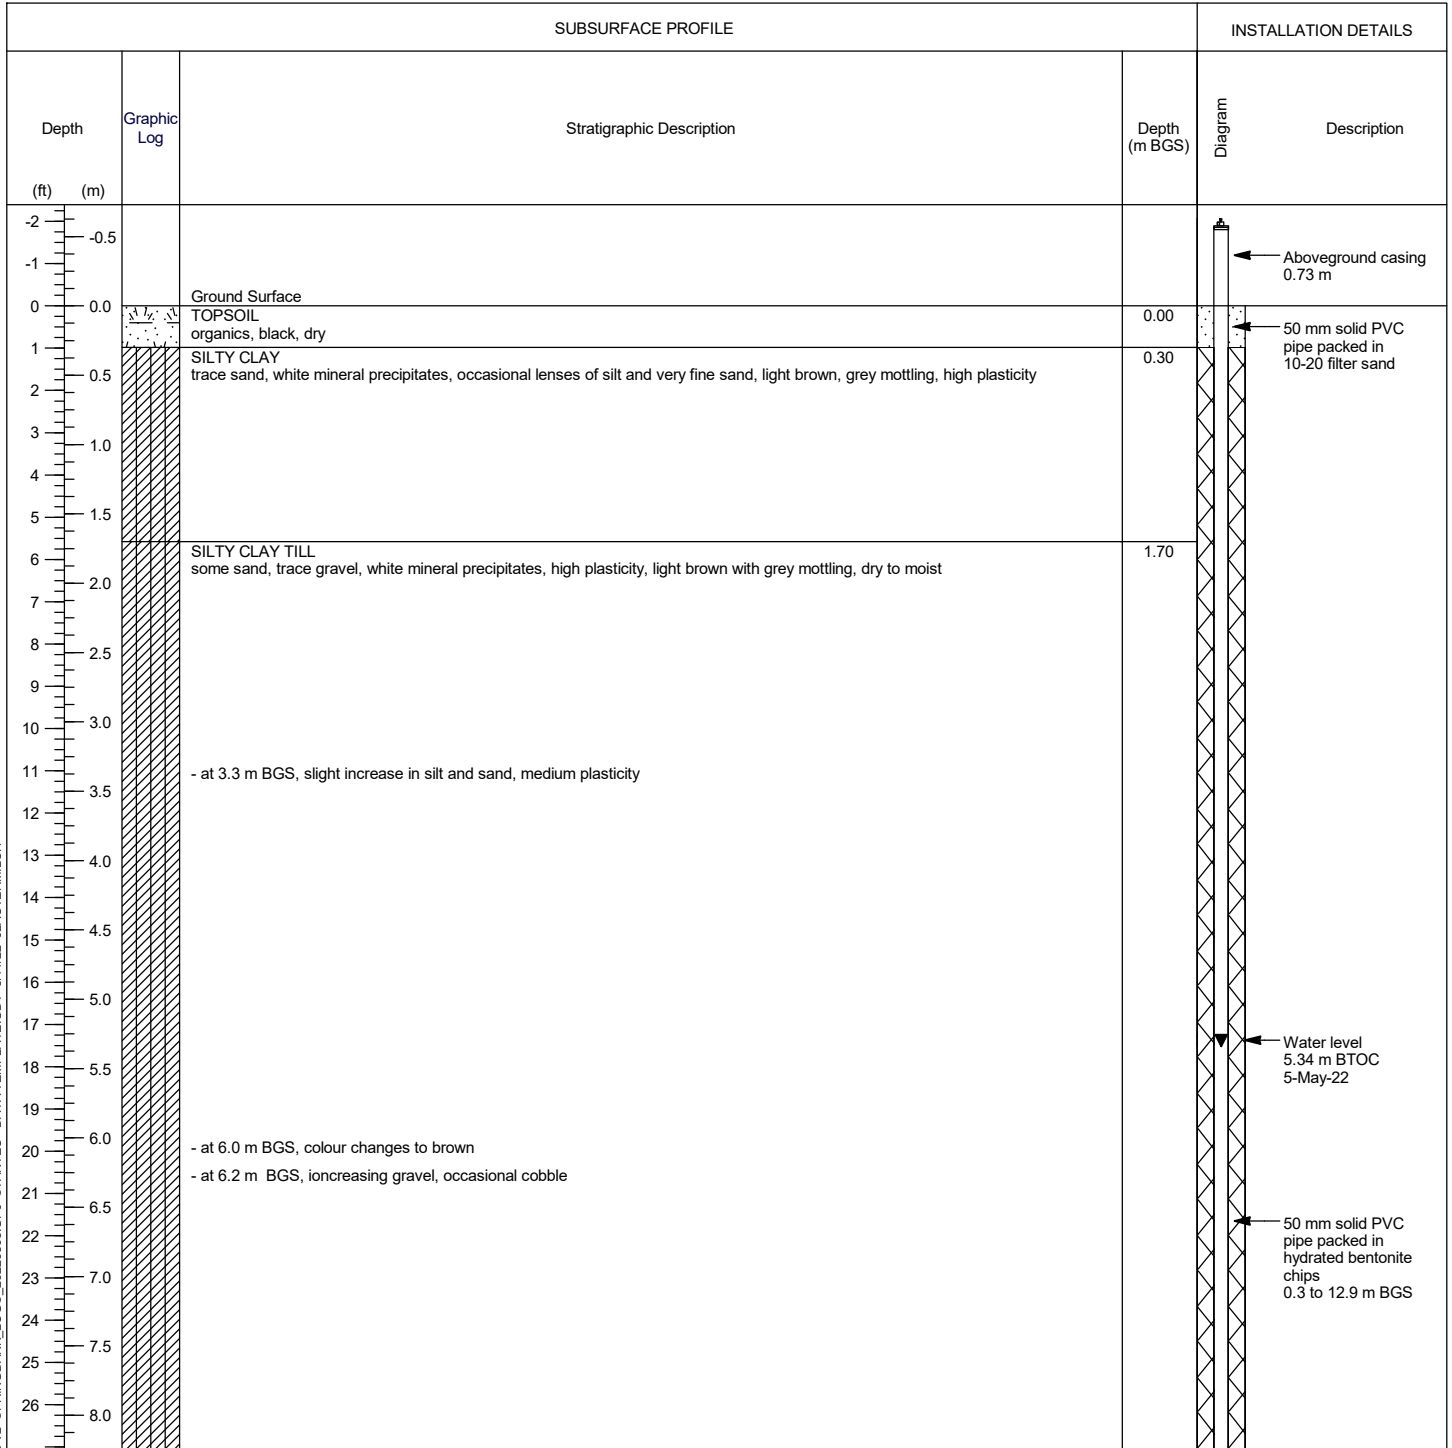 SUBSURFACE PROFILE
INSTALLATION DETAILS
Depth
Graphic
Log
Stratigraphic Description
Depth
(m BGS)
Diagram
Description
(ft) (m)
-2
-0.5
-1
Aboveground casing
0.73 m
Ground Surface
0 0.0
TOPSOIL 0.00
organics, black, dry
50 mm solid PVC
pipe packed in
10-20 filter sand
1
SILTY CLAY 0.30
trace sand, white mineral precipitates, occasional lenses of silt and very fine sand, light brown, grey mottling, high plasticity
0.5
2
3
1.0
4
1.5
5
SILTY CLAY TILL 1.70
some sand, trace gravel, white mineral precipitates, high plasticity, light brown with grey mottling, dry to moist
6
2.0
7
8
2.5
9
3.0
10
11
- at 3.3 m BGS, slight increase in silt and sand, medium plasticity
3.5
12
13
4.0
14
4.5
15
16
5.0
17
Water level
5.34 m BTOC
5-May-22
18
5.5
19
6.0
20
- at 6.0 m BGS, colour changes to brown
- at 6.2 m  BGS, ioncreasing gravel, occasional cobble
21
6.5
22
50 mm solid PVC
pipe packed in
hydrated bentonite
chips
0.3 to 12.9 m BGS
23
7.0
24
7.5
25
26
8.0